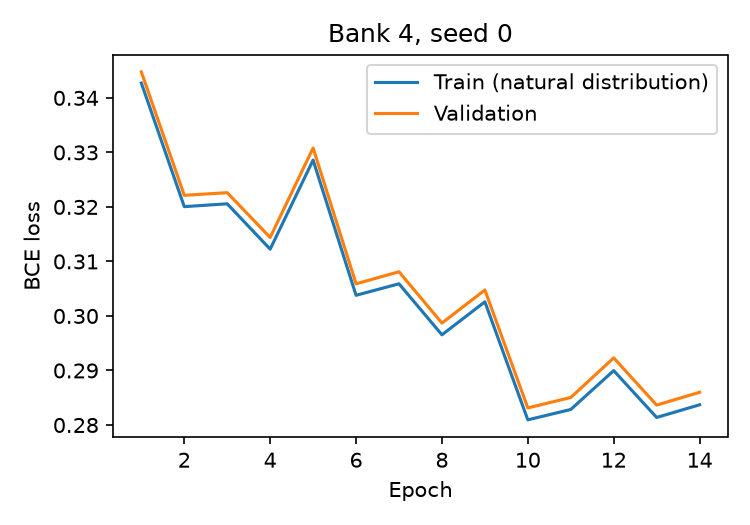 Bank 4, seed 0
Train (natural distribution)
Validation
BCE loss
0.34
0.33
0.32
0.31
0.30
0.29
0.28
2 4 6 8 10 12 14
Epoch